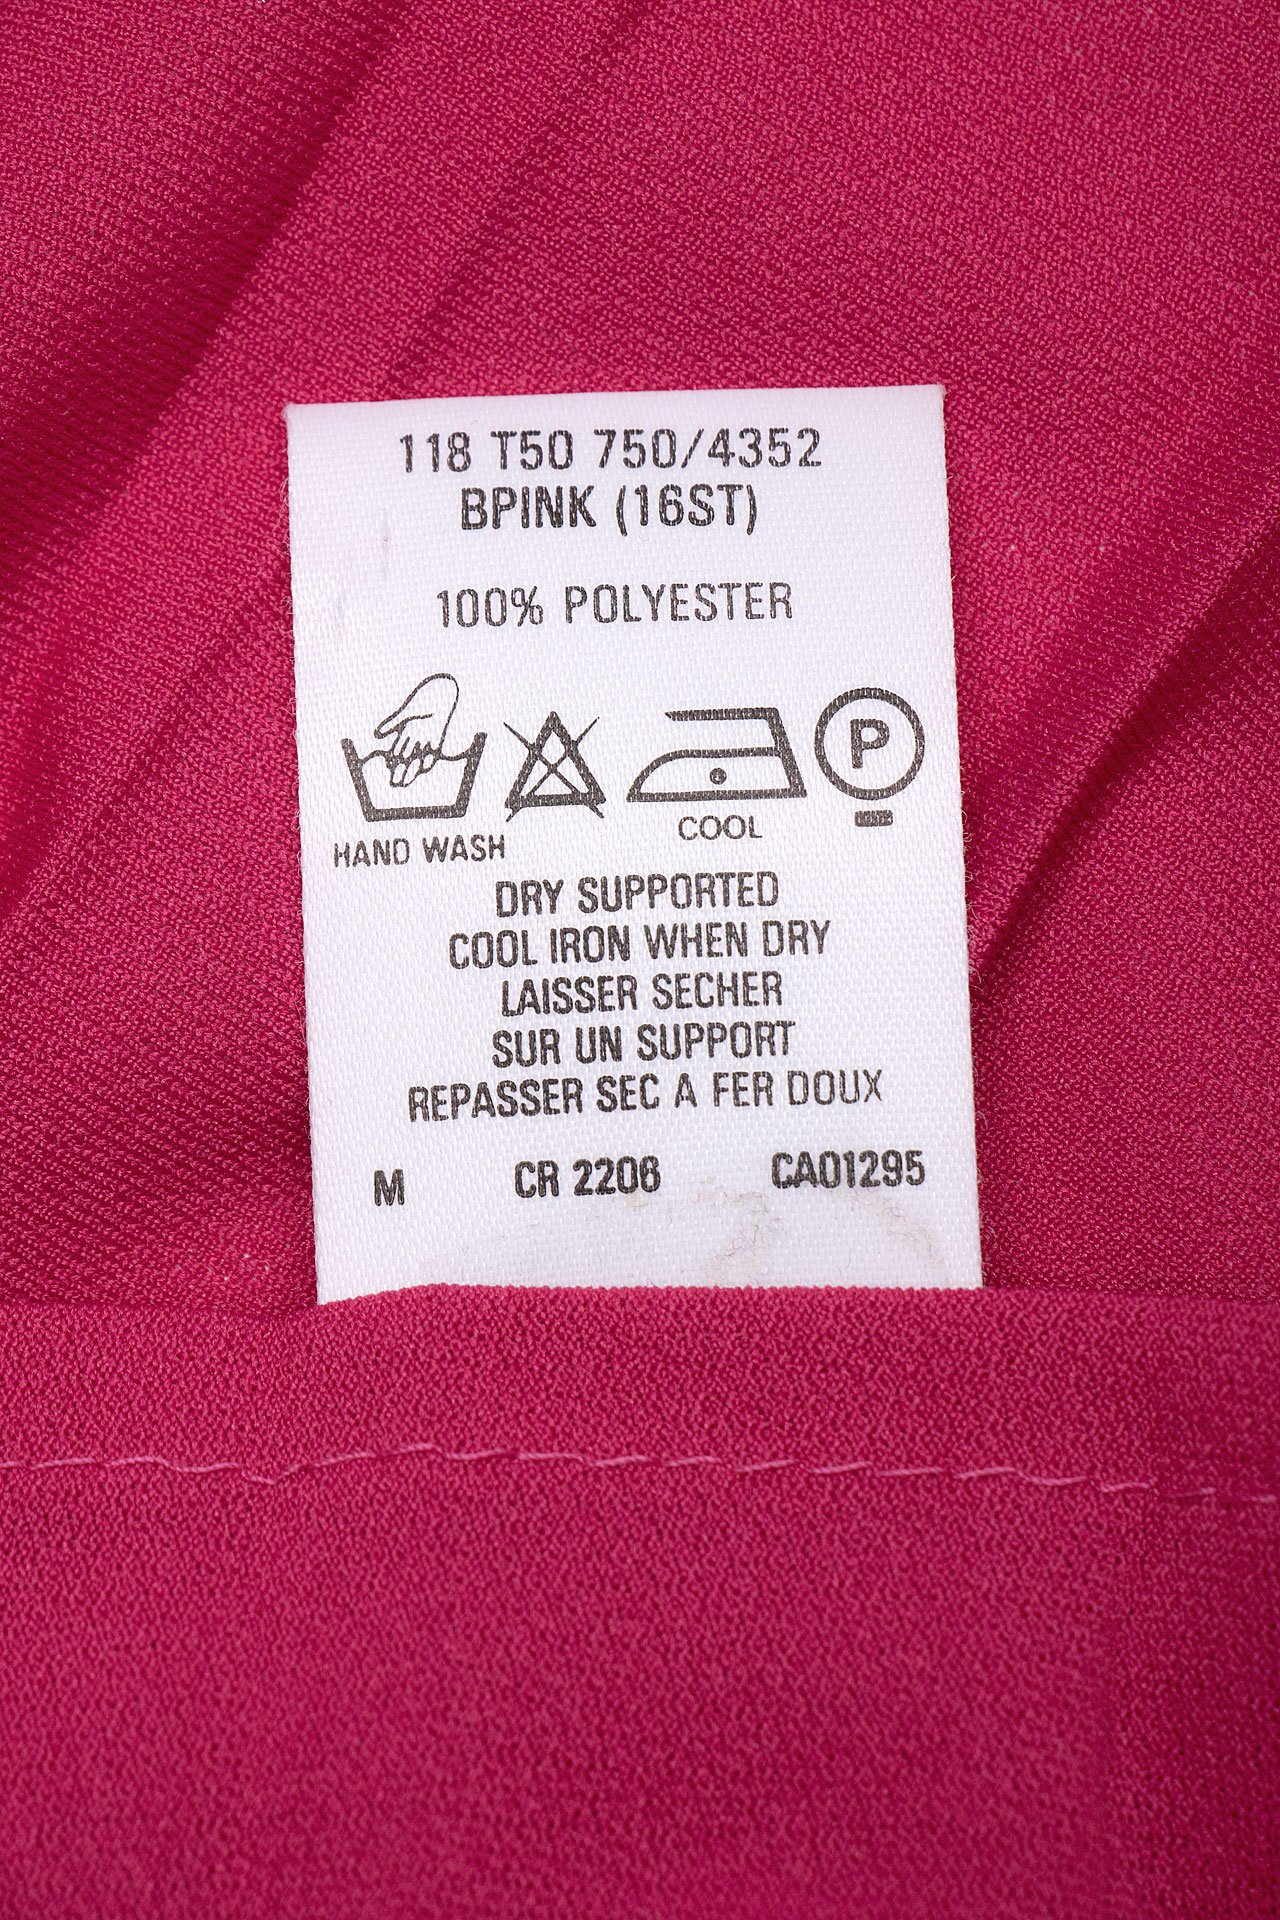 118 T50 750/4352
BPINK (16ST)
100% POLYESTER
P
HAND WASH COOL
DRY SUPPORTED
COOL IRON WHEN DRY
LAISSER SECHER
SUR UN SUPPORT
REPASSER SEC A FER DOUX
M CR 2206 CA01295